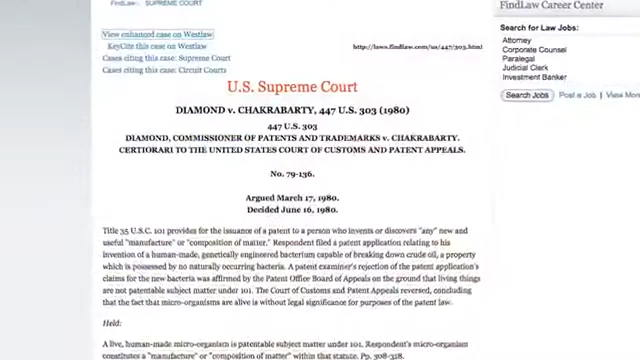 FindLaw: SUPREME COURT
FindLaw Career Center
View enhanced case on Westlaw
KeyCite this case on Westlaw
Cases citing this case: Supreme Court
Cases citing this case: Circuit Courts
http://laws.findlaw.com/us/447/303.html
Search for Law Jobs:
Attorney
Corporate Counsel
Paralegal
Judicial Clerk
Investment Banker
Search Jobs Post a Job | View More
U.S. Supreme Court
DIAMOND v. CHAKRABARTY, 447 U.S. 303 (1980)
447 U.S. 303
DIAMOND, COMMISSIONER OF PATENTS AND TRADEMARKS v. CHAKRABARTY.
CERTIORARI TO THE UNITED STATES COURT OF CUSTOMS AND PATENT APPEALS.
No. 79-136.
Argued March 17, 1980.
Decided June 16, 1980.
Title 35 U.S.C. 101 provides for the issuance of a patent to a person who invents or discovers "any" new and
useful "manufacture" or "composition of matter." Respondent filed a patent application relating to his
invention of a human-made, genetically engineered bacterium capable of breaking down crude oil, a property
which is possessed by no naturally occurring bacteria. A patent examiner's rejection of the patent application's
claims for the new bacteria was affirmed by the Patent Office Board of Appeals on the ground that living things
are not patentable subject matter under 101. The Court of Customs and Patent Appeals reversed, concluding
that the fact that micro-organisms are alive is without legal significance for purposes of the patent law.
Held:
A live, human-made micro-organism is patentable subject matter under 101. Respondent's micro-organism
constitutes a "manufacture" or "composition of matter" within that statute. Pp. 308-318.